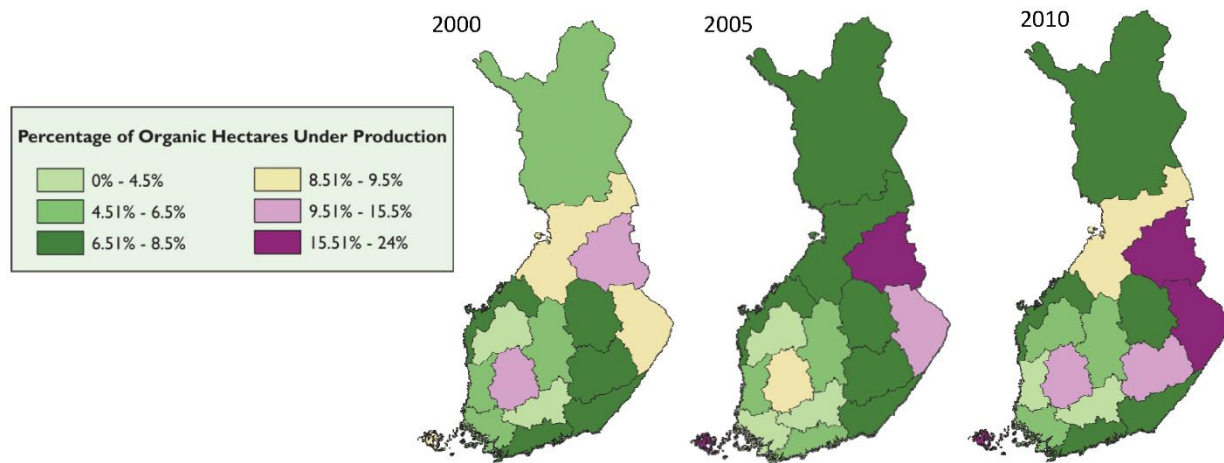 2000
2005
2010
Percentage of Organic Hectares Under Production
0% - 4.5%
8.51% - 9.5%
4.51% - 6.5%
9.51% - 15.5%
6.51% - 8.5%
15.51% - 24%